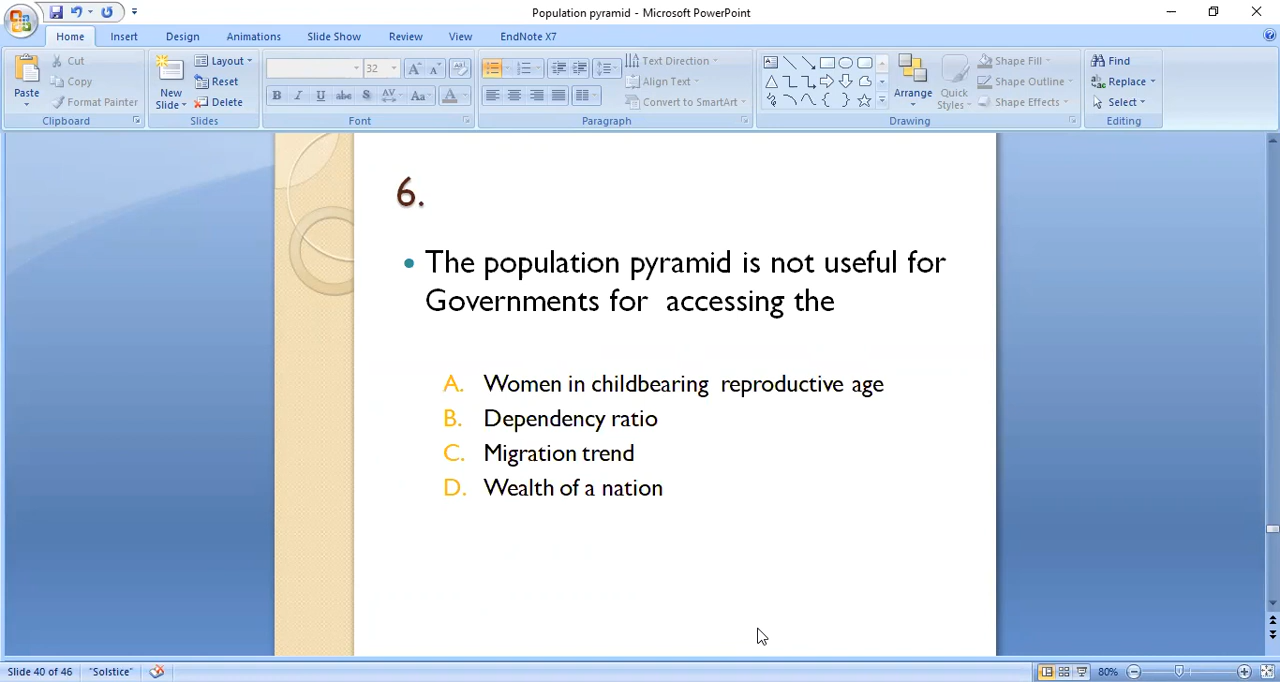 Population pyramid - Microsoft PowerPoint
Home Insert Design Animations Slide Show Review View EndNote X7
Paste
Cut
Copy
Format Painter
Clipboard
New Slide
Layout
Reset
Delete
Slides
32
B I U abc S AV Aa A
Font
Text Direction
Align Text
Convert to SmartArt
Paragraph
Arrange
Quick Styles
Shape Fill
Shape Outline
Shape Effects
Drawing
Find
Replace
Select
Editing
6.
• The population pyramid is not useful for
Governments for accessing the
A. Women in childbearing reproductive age
B. Dependency ratio
C. Migration trend
D. Wealth of a nation
Slide 40 of 46 "Solstice" 80%